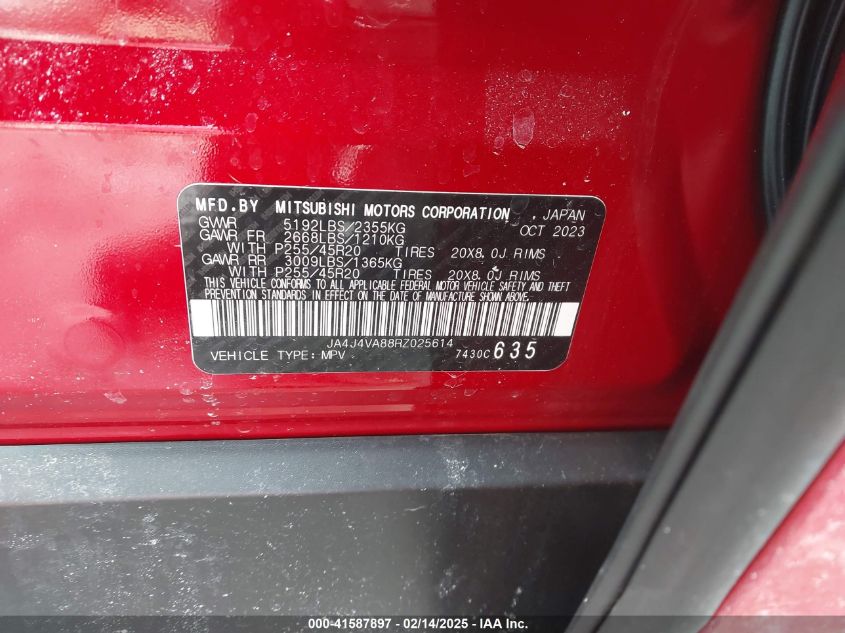 MFD.BY MITSUBISHI MOTORS CORPORATION , JAPAN
GVWR 5192LBS/2355KG OCT 2023
GAWR FR 2668LBS/1210KG
WITH P255/45R20 TIRES 20X8.0J RIMS
GAWR RR 3009LBS/1365KG
WITH P255/45R20 TIRES 20X8.0J RIMS
THIS VEHICLE CONFORMS TO ALL APPLICABLE FEDERAL MOTOR VEHICLE SAFETY AND THEFT
PREVENTION STANDARDS IN EFFECT ON THE DATE OF MANUFACTURE SHOWN ABOVE.
JA4J4VA88RZ025614
VEHICLE TYPE: MPV 7430C 635
000-41587897 - 02/14/2025 - © IAA Holdings, LLC